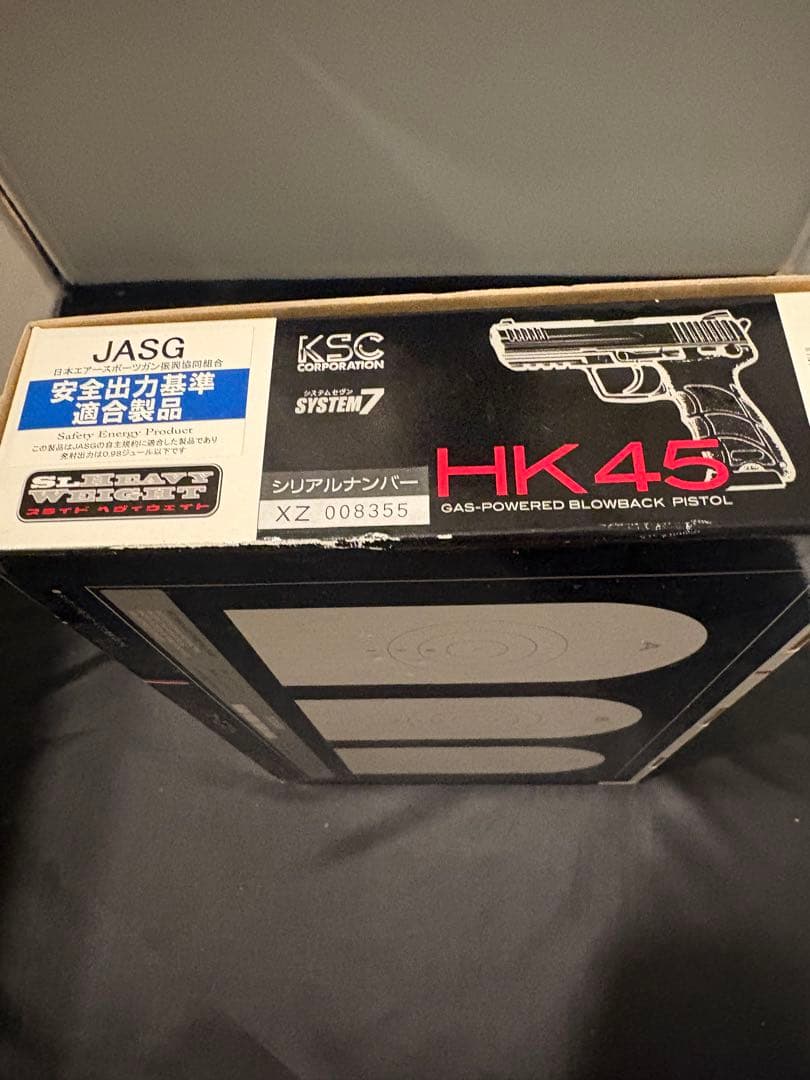 JASG
日本エアースポーツガン振興協同組合
安全出力基準
適合製品
Safety Energy Product
この製品はJASGの自主規約に適合した製品であり
発射出力は0.98ジュール以下です
SL.HEAVY
WEIGHT
スライド ヘヴィウェイト
KSC
CORPORATION
システム セヴン
SYSTEM7
シリアルナンバー
XZ 008355
HK45
GAS-POWERED BLOWBACK PISTOL
A